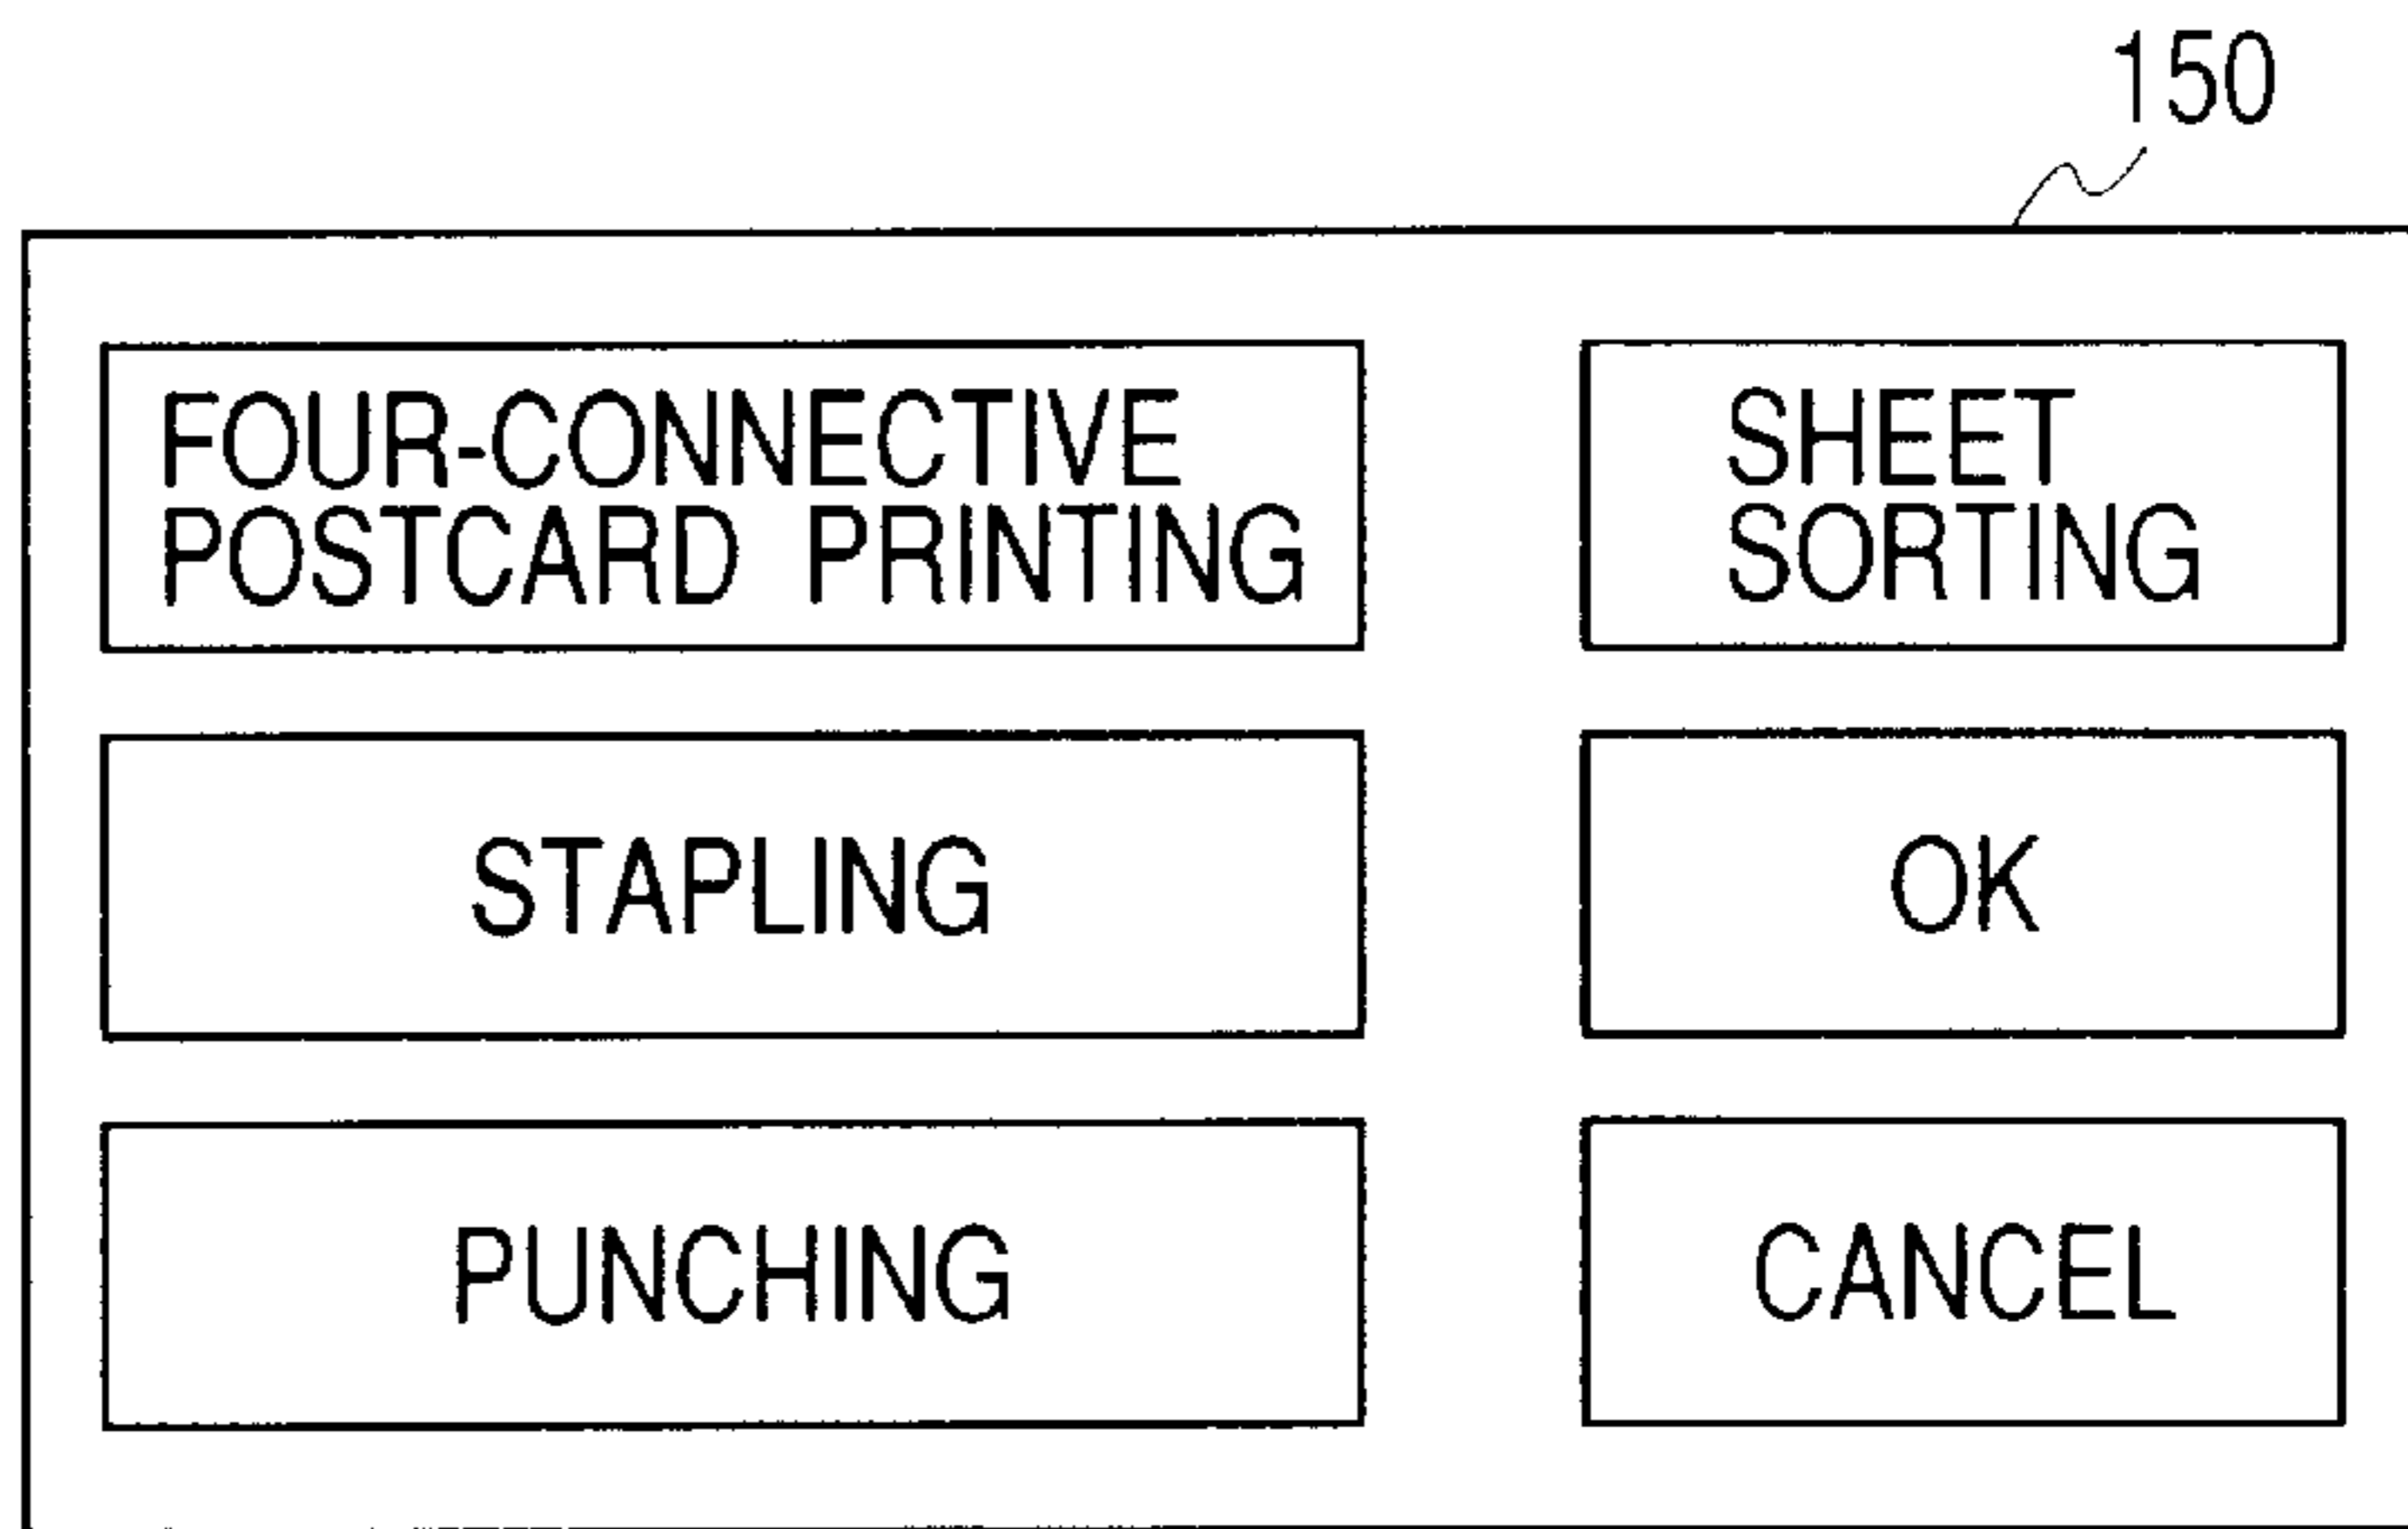 150
FOUR-CONNECTIVE
POSTCARD PRINTING
SHEET
SORTING
STAPLING
OK
PUNCHING
CANCEL